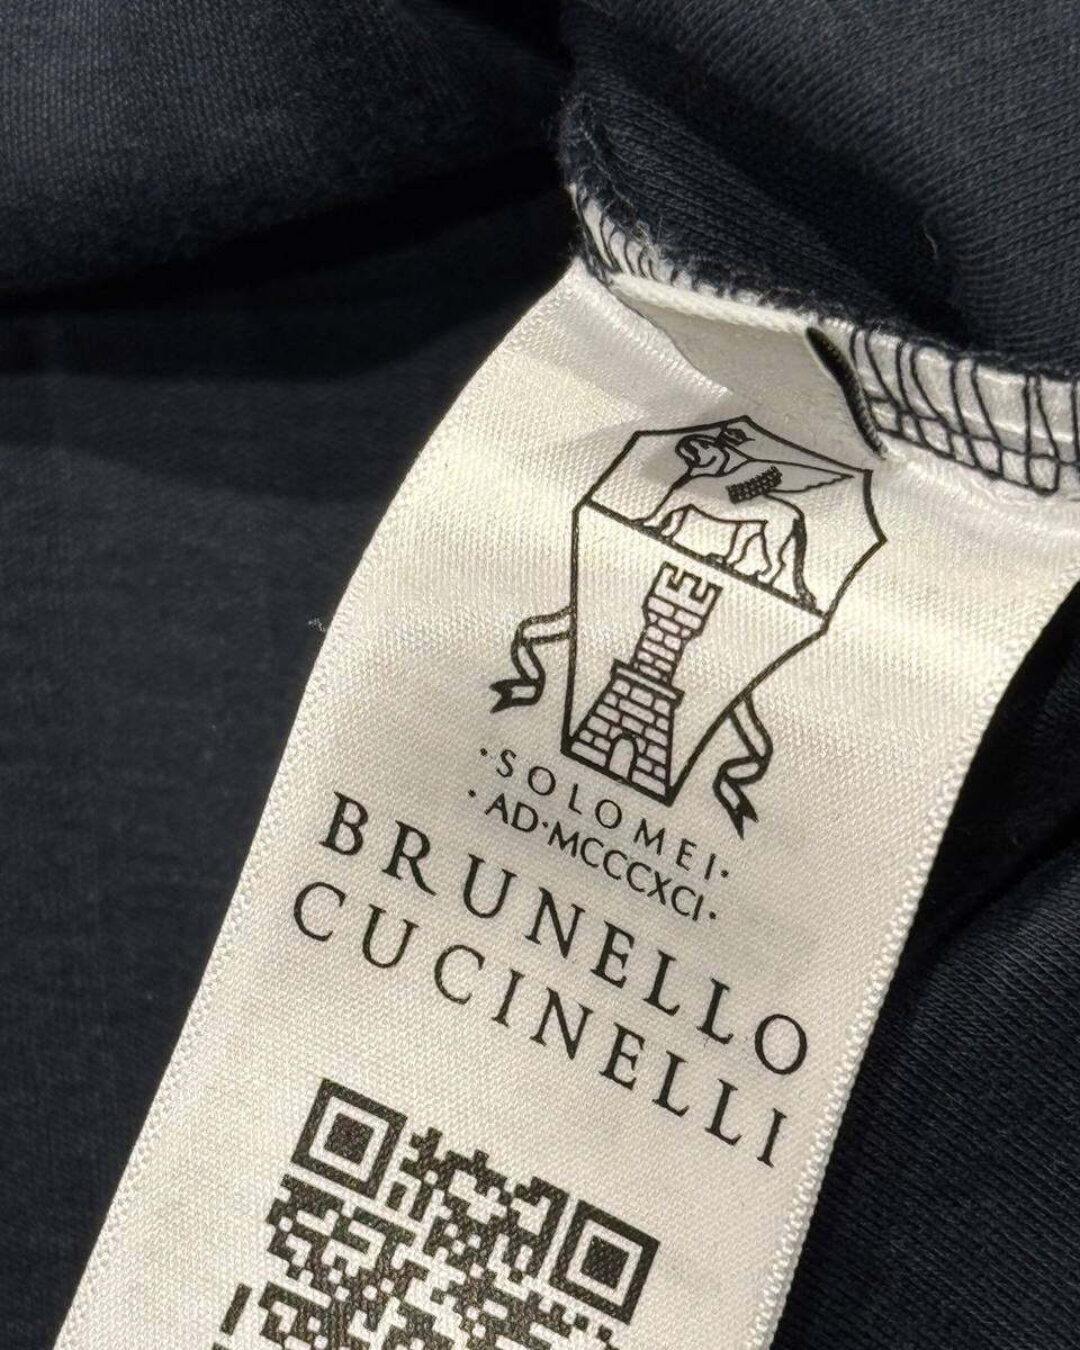 ·SOLOMEI·
·AD·MCCCXCI·
BRUNELLO
CUCINELLI